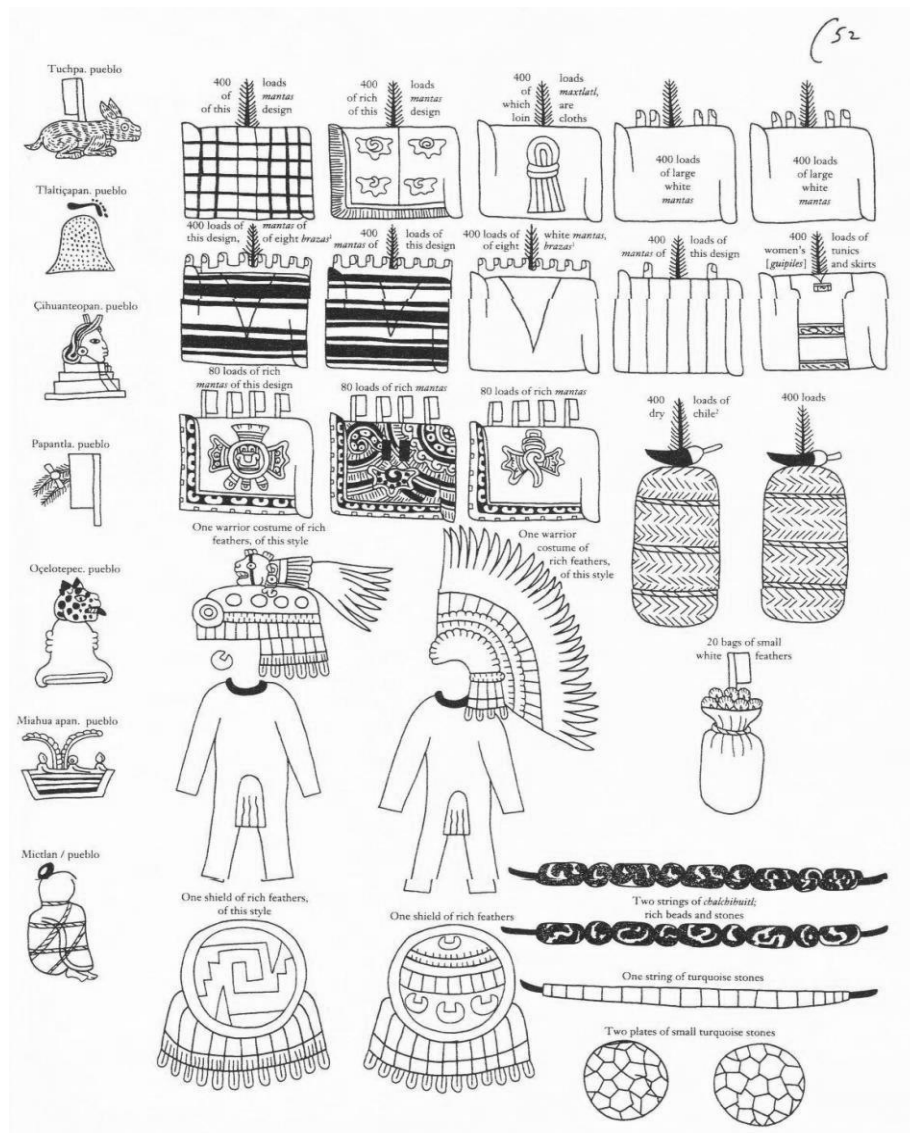 52
Tuchpa. pueblo
Tlaltiçapan. pueblo
Çihuanteopan. pueblo
Papantla. pueblo
Oçelotepec. pueblo
Miahua apan. pueblo
Mictlan / pueblo
400 loads
of mantas
of this design
400 loads
of rich mantas
of this design
400 loads
of maxtlatl,
which are
loin cloths
400 loads
of large
white
mantas
400 loads
of large
white
mantas
400 loads of mantas of
this design, of eight brazas¹
400 loads of
mantas of this design
400 loads of white mantas,
of eight brazas¹
400 loads of
mantas of this design
400 loads of
women's tunics
[guipiles] and skirts
80 loads of rich
mantas of this design
80 loads of rich mantas
80 loads of rich mantas
400 loads of
dry chile²
400 loads
One warrior costume of rich
feathers, of this style
One warrior
costume of
rich feathers,
of this style
20 bags of small
white feathers
One shield of rich feathers,
of this style
One shield of rich feathers
Two strings of chalchihuitl;
rich beads and stones
One string of turquoise stones
Two plates of small turquoise stones